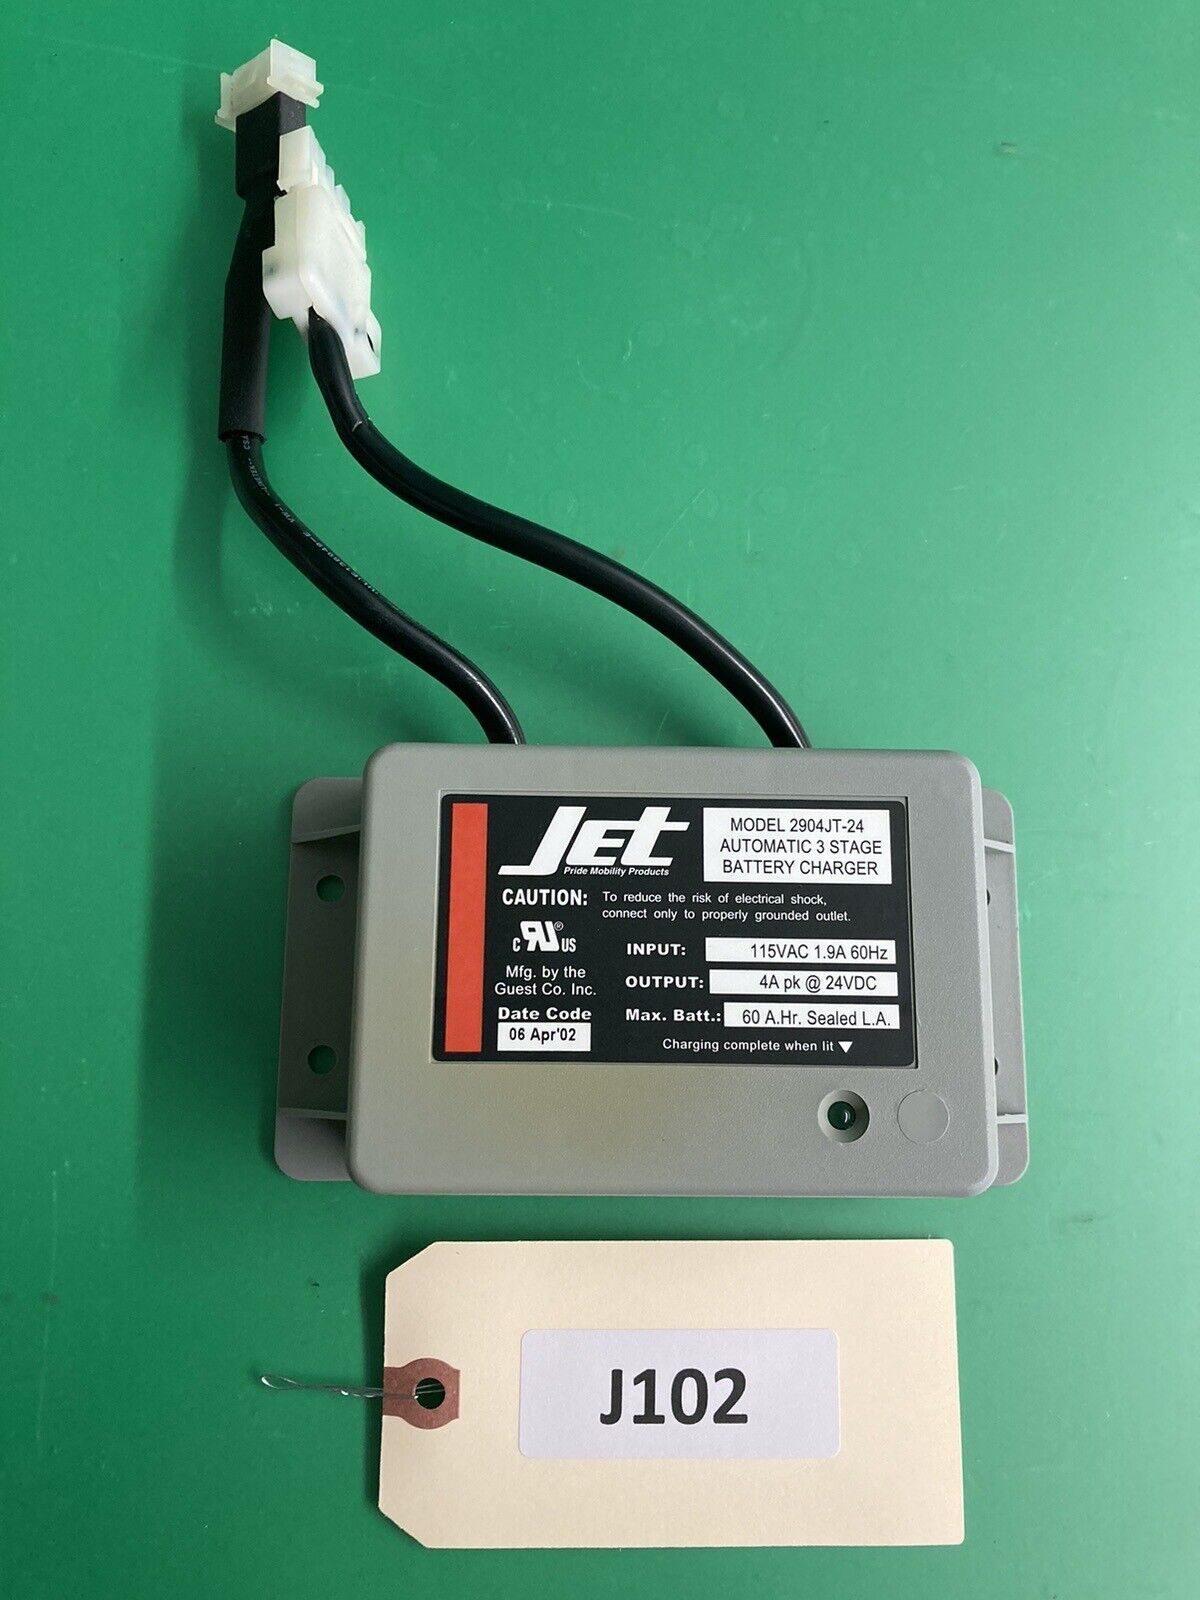 Jet
Pride Mobility Products
MODEL 2904JT-24
AUTOMATIC 3 STAGE
BATTERY CHARGER
CAUTION: To reduce the risk of electrical shock,
connect only to properly grounded outlet.
C RU® US
Mfg. by the
Guest Co. Inc.
Date Code
06 Apr'02
INPUT: 115VAC 1.9A 60Hz
OUTPUT: 4A pk @ 24VDC
Max. Batt.: 60 A.Hr. Sealed L.A.
Charging complete when lit ▼
J102